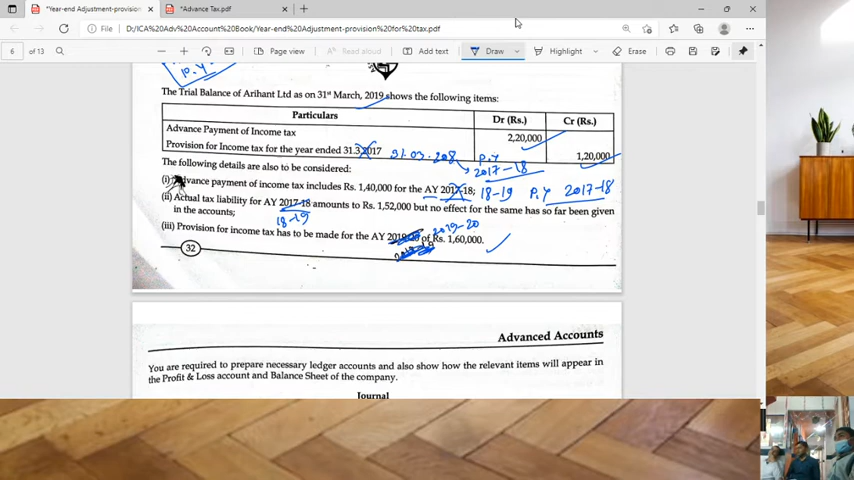 *Year-end Adjustment-provision
*Advance Tax.pdf
File | D:/ICA%20Adv%20Account%20Book/Year-end%20Adjustment-provision%20for%20tax.pdf
6 of 13
Page view
Read aloud
Add text
Draw
Highlight
Erase
P.Y.
The Trial Balance of Arihant Ltd as on 31st March, 2019 shows the following items:
Particulars Dr (Rs.) Cr (Rs.)
Advance Payment of Income tax 2,20,000
Provision for Income tax for the year ended 31.3.2017 31.03.208 P.Y 1,20,000
2017-18
The following details are also to be considered:
(i) Advance payment of income tax includes Rs. 1,40,000 for the AY 2017-18; 18-19 P.Y 2017-18
(ii) Actual tax liability for AY 2017-18 amounts to Rs. 1,52,000 but no effect for the same has so far been given
in the accounts; 18-19
(iii) Provision for income tax has to be made for the AY of Rs. 1,60,000. 2019-20
32
Advanced Accounts
You are required to prepare necessary ledger accounts and also show how the relevant items will appear in
the Profit & Loss account and Balance Sheet of the company.
Journal